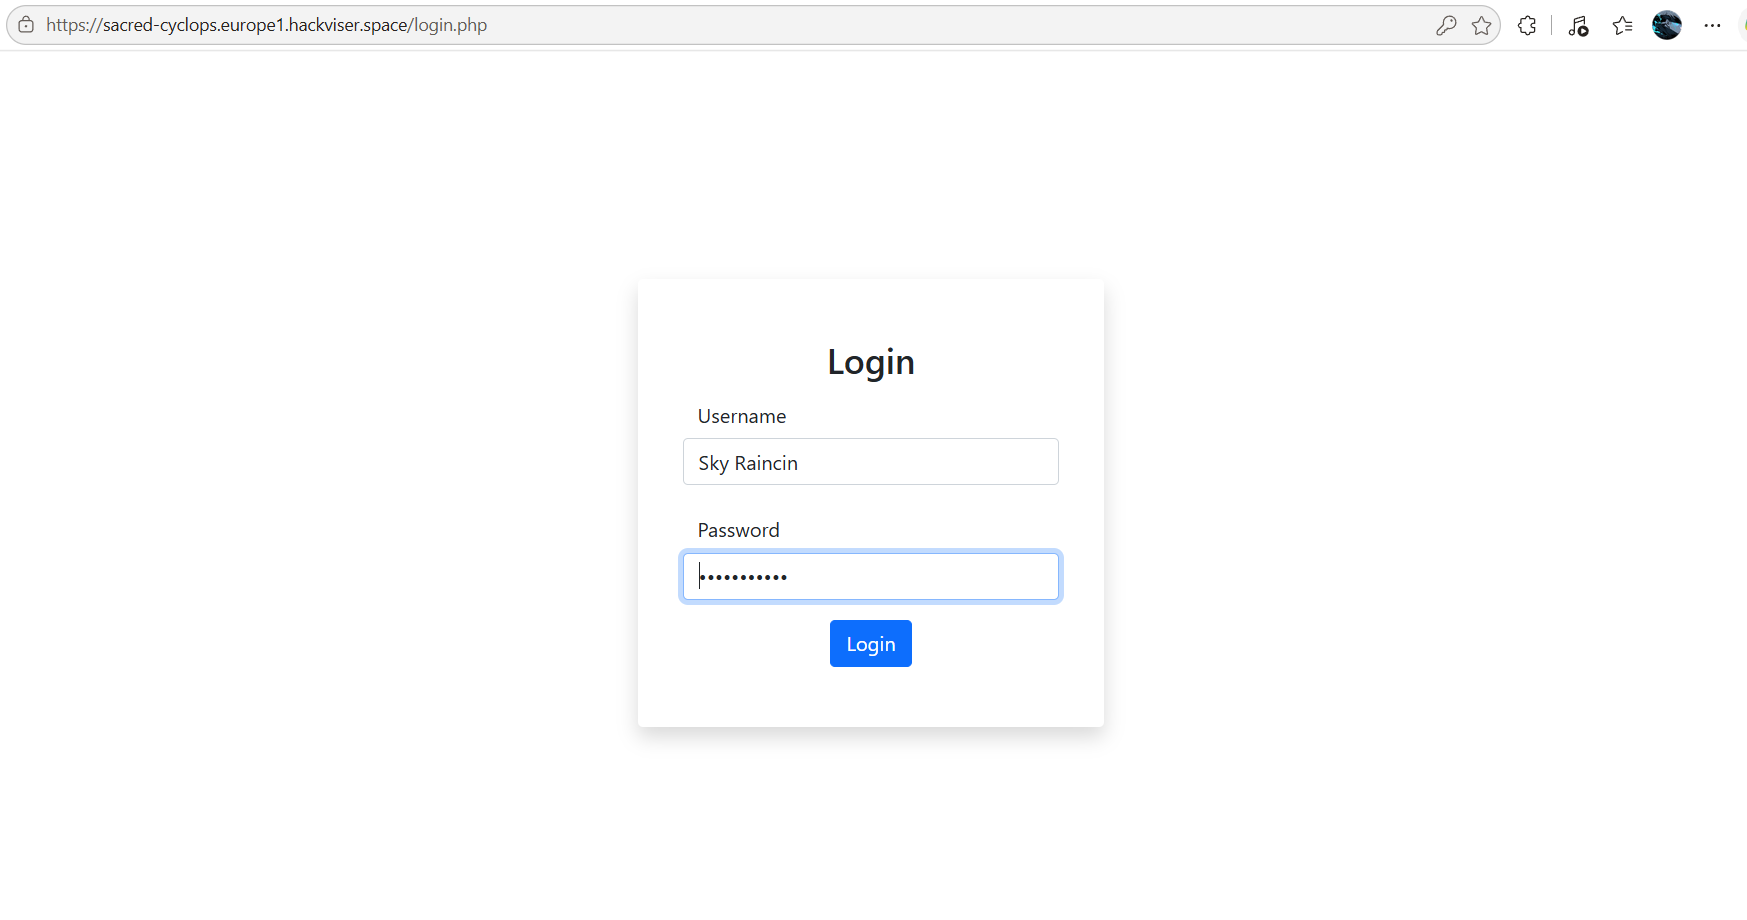 https://sacred-cyclops.europe1.hackviser.space/login.php
Login
Username
Sky Raincin
Password
•••••••••••
Login